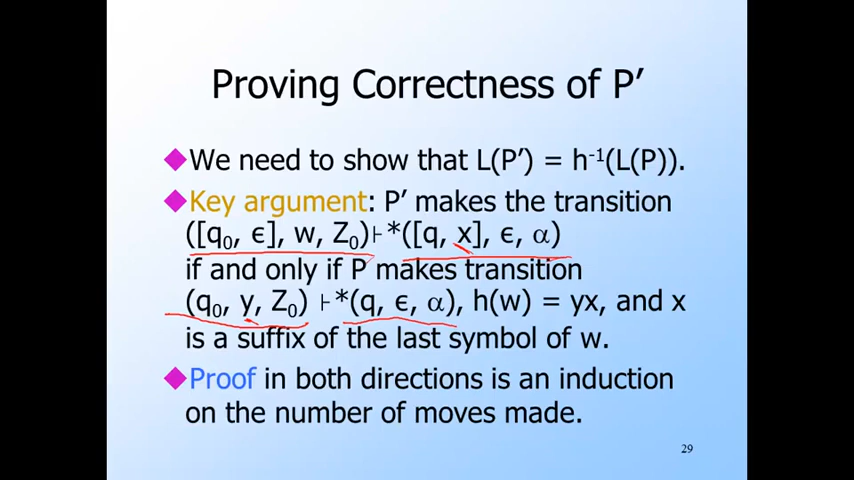 Proving Correctness of P’
We need to show that L(P’) = h⁻¹(L(P)).
Key argument: P’ makes the transition
([q₀, ϵ], w, Z₀)⊦*([q, x], ϵ, α)
if and only if P makes transition
(q₀, y, Z₀) ⊦*(q, ϵ, α), h(w) = yx, and x
is a suffix of the last symbol of w.
Proof in both directions is an induction
on the number of moves made.
29